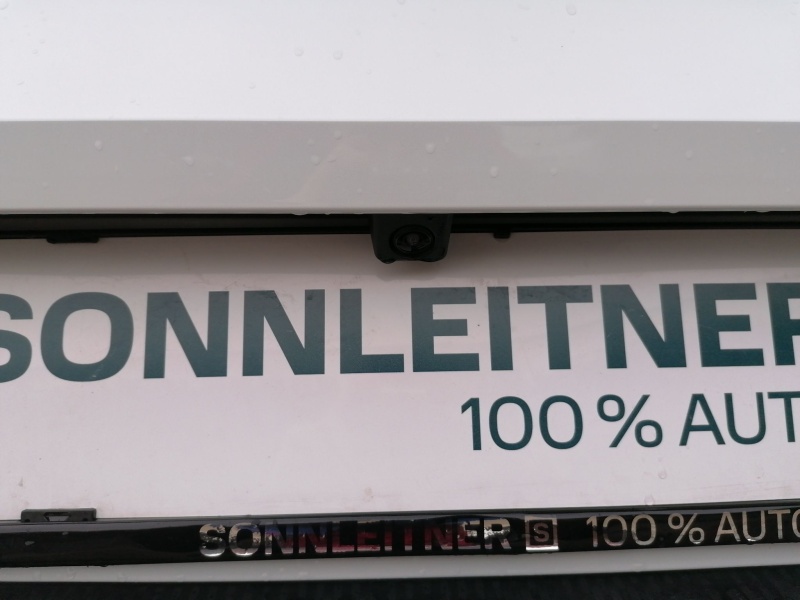 SONNLEITNER
100 % AUT
SONNLEITNER S 100 % AUTO